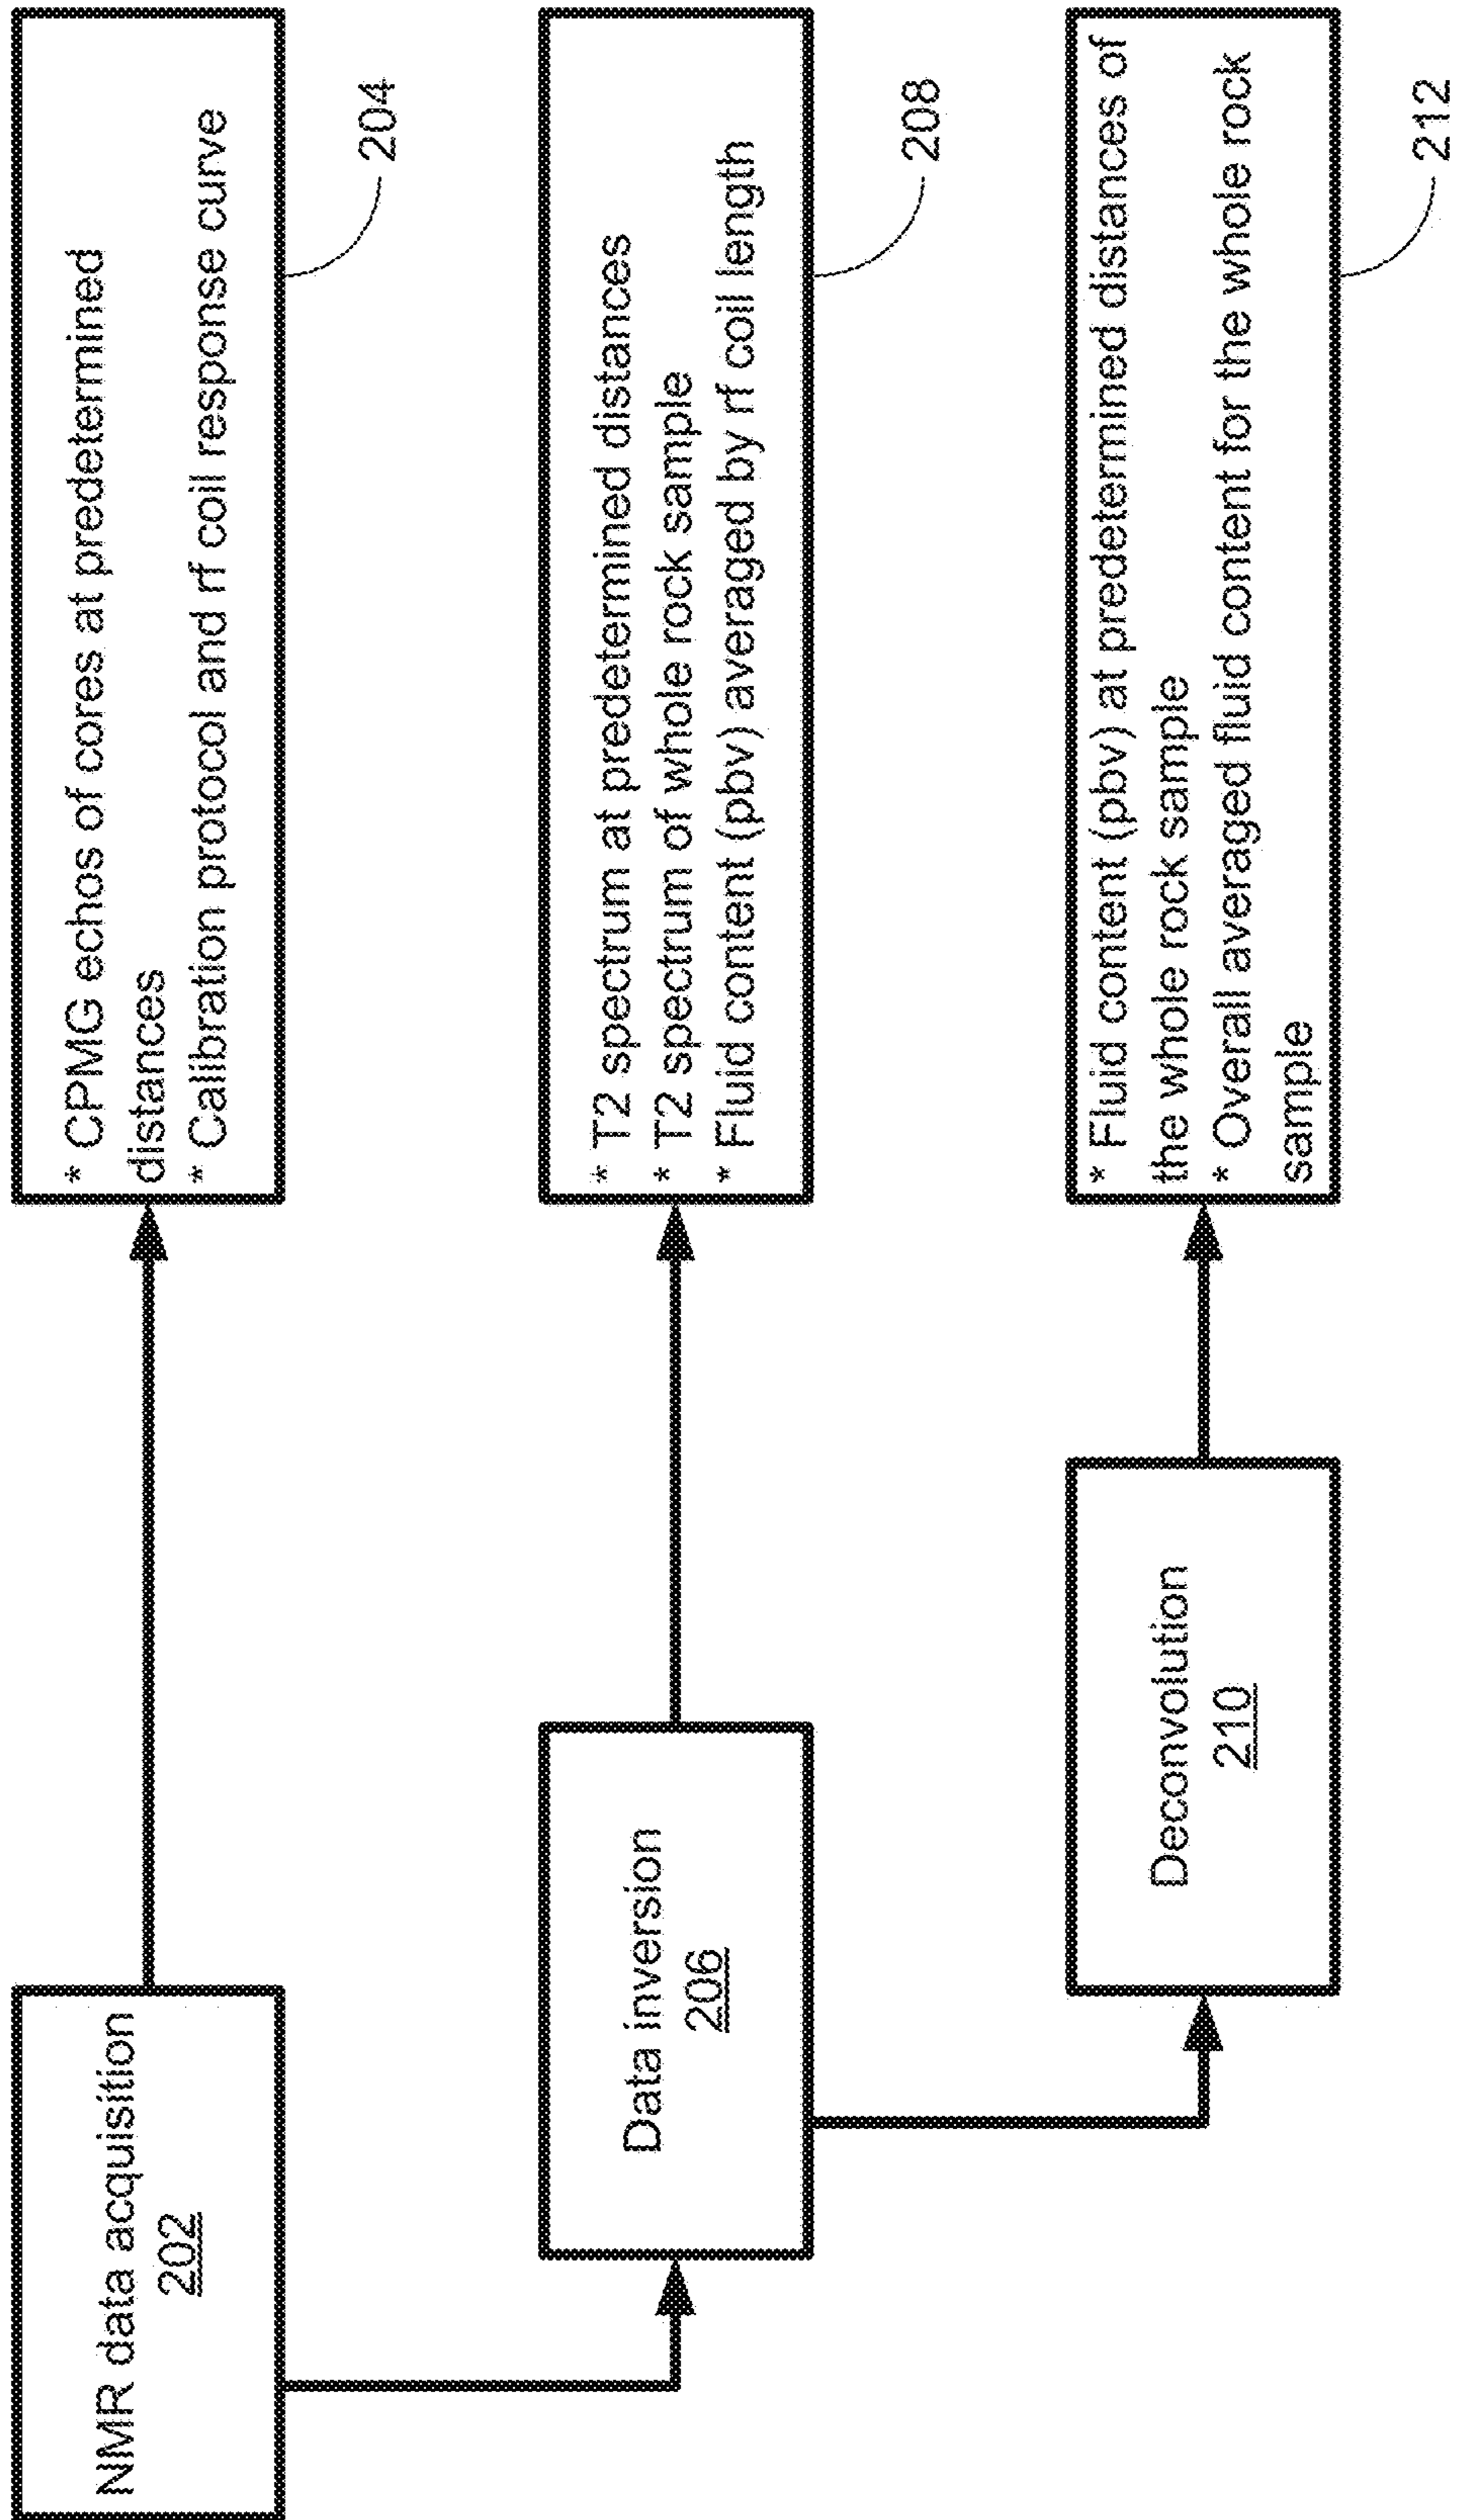 NMR data acquisition
202
* CPMG echos of cores at predetermined
distances
* Calibration protocol and rf coil response curve
204
Data inversion
206
* T2 spectrum at predetermined distances
* T2 spectrum of whole rock sample
* Fluid content (pbv) averaged by rf coil length
208
Deconvolution
210
* Fluid content (pbv) at predetermined distances of
the whole rock sample
* Overall averaged fluid content for the whole rock
sample
212